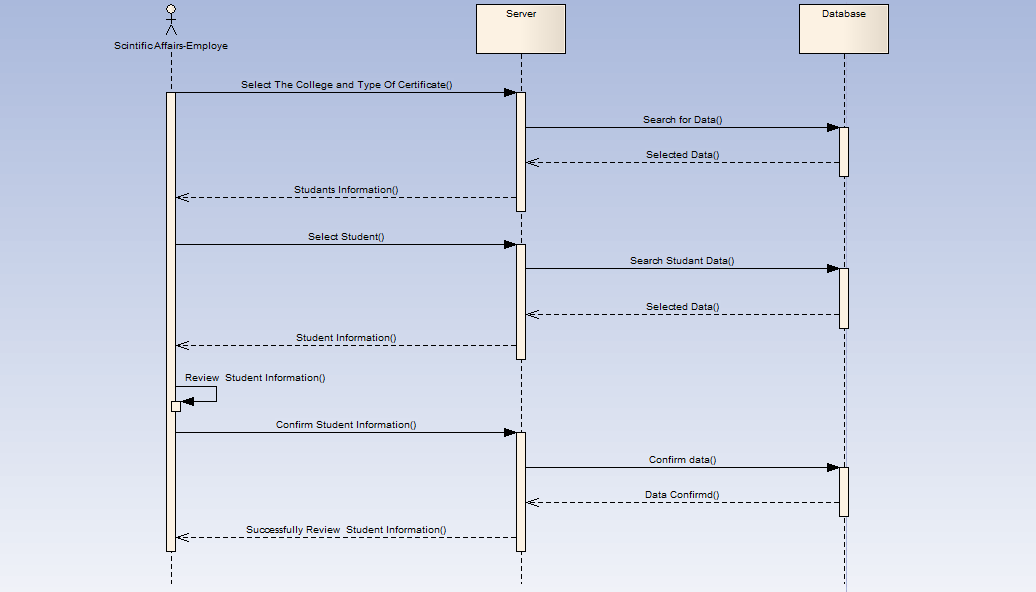 Server
Database
ScintificAffairs-Employe
Select The College and Type Of Certificate()
Search for Data()
Selected Data()
Studants Information()
Select Student()
Search Studant Data()
Selected Data()
Student Information()
Review  Student Information()
Confirm Student Information()
Confirm data()
Data Confirmd()
Successfully Review  Student Information()